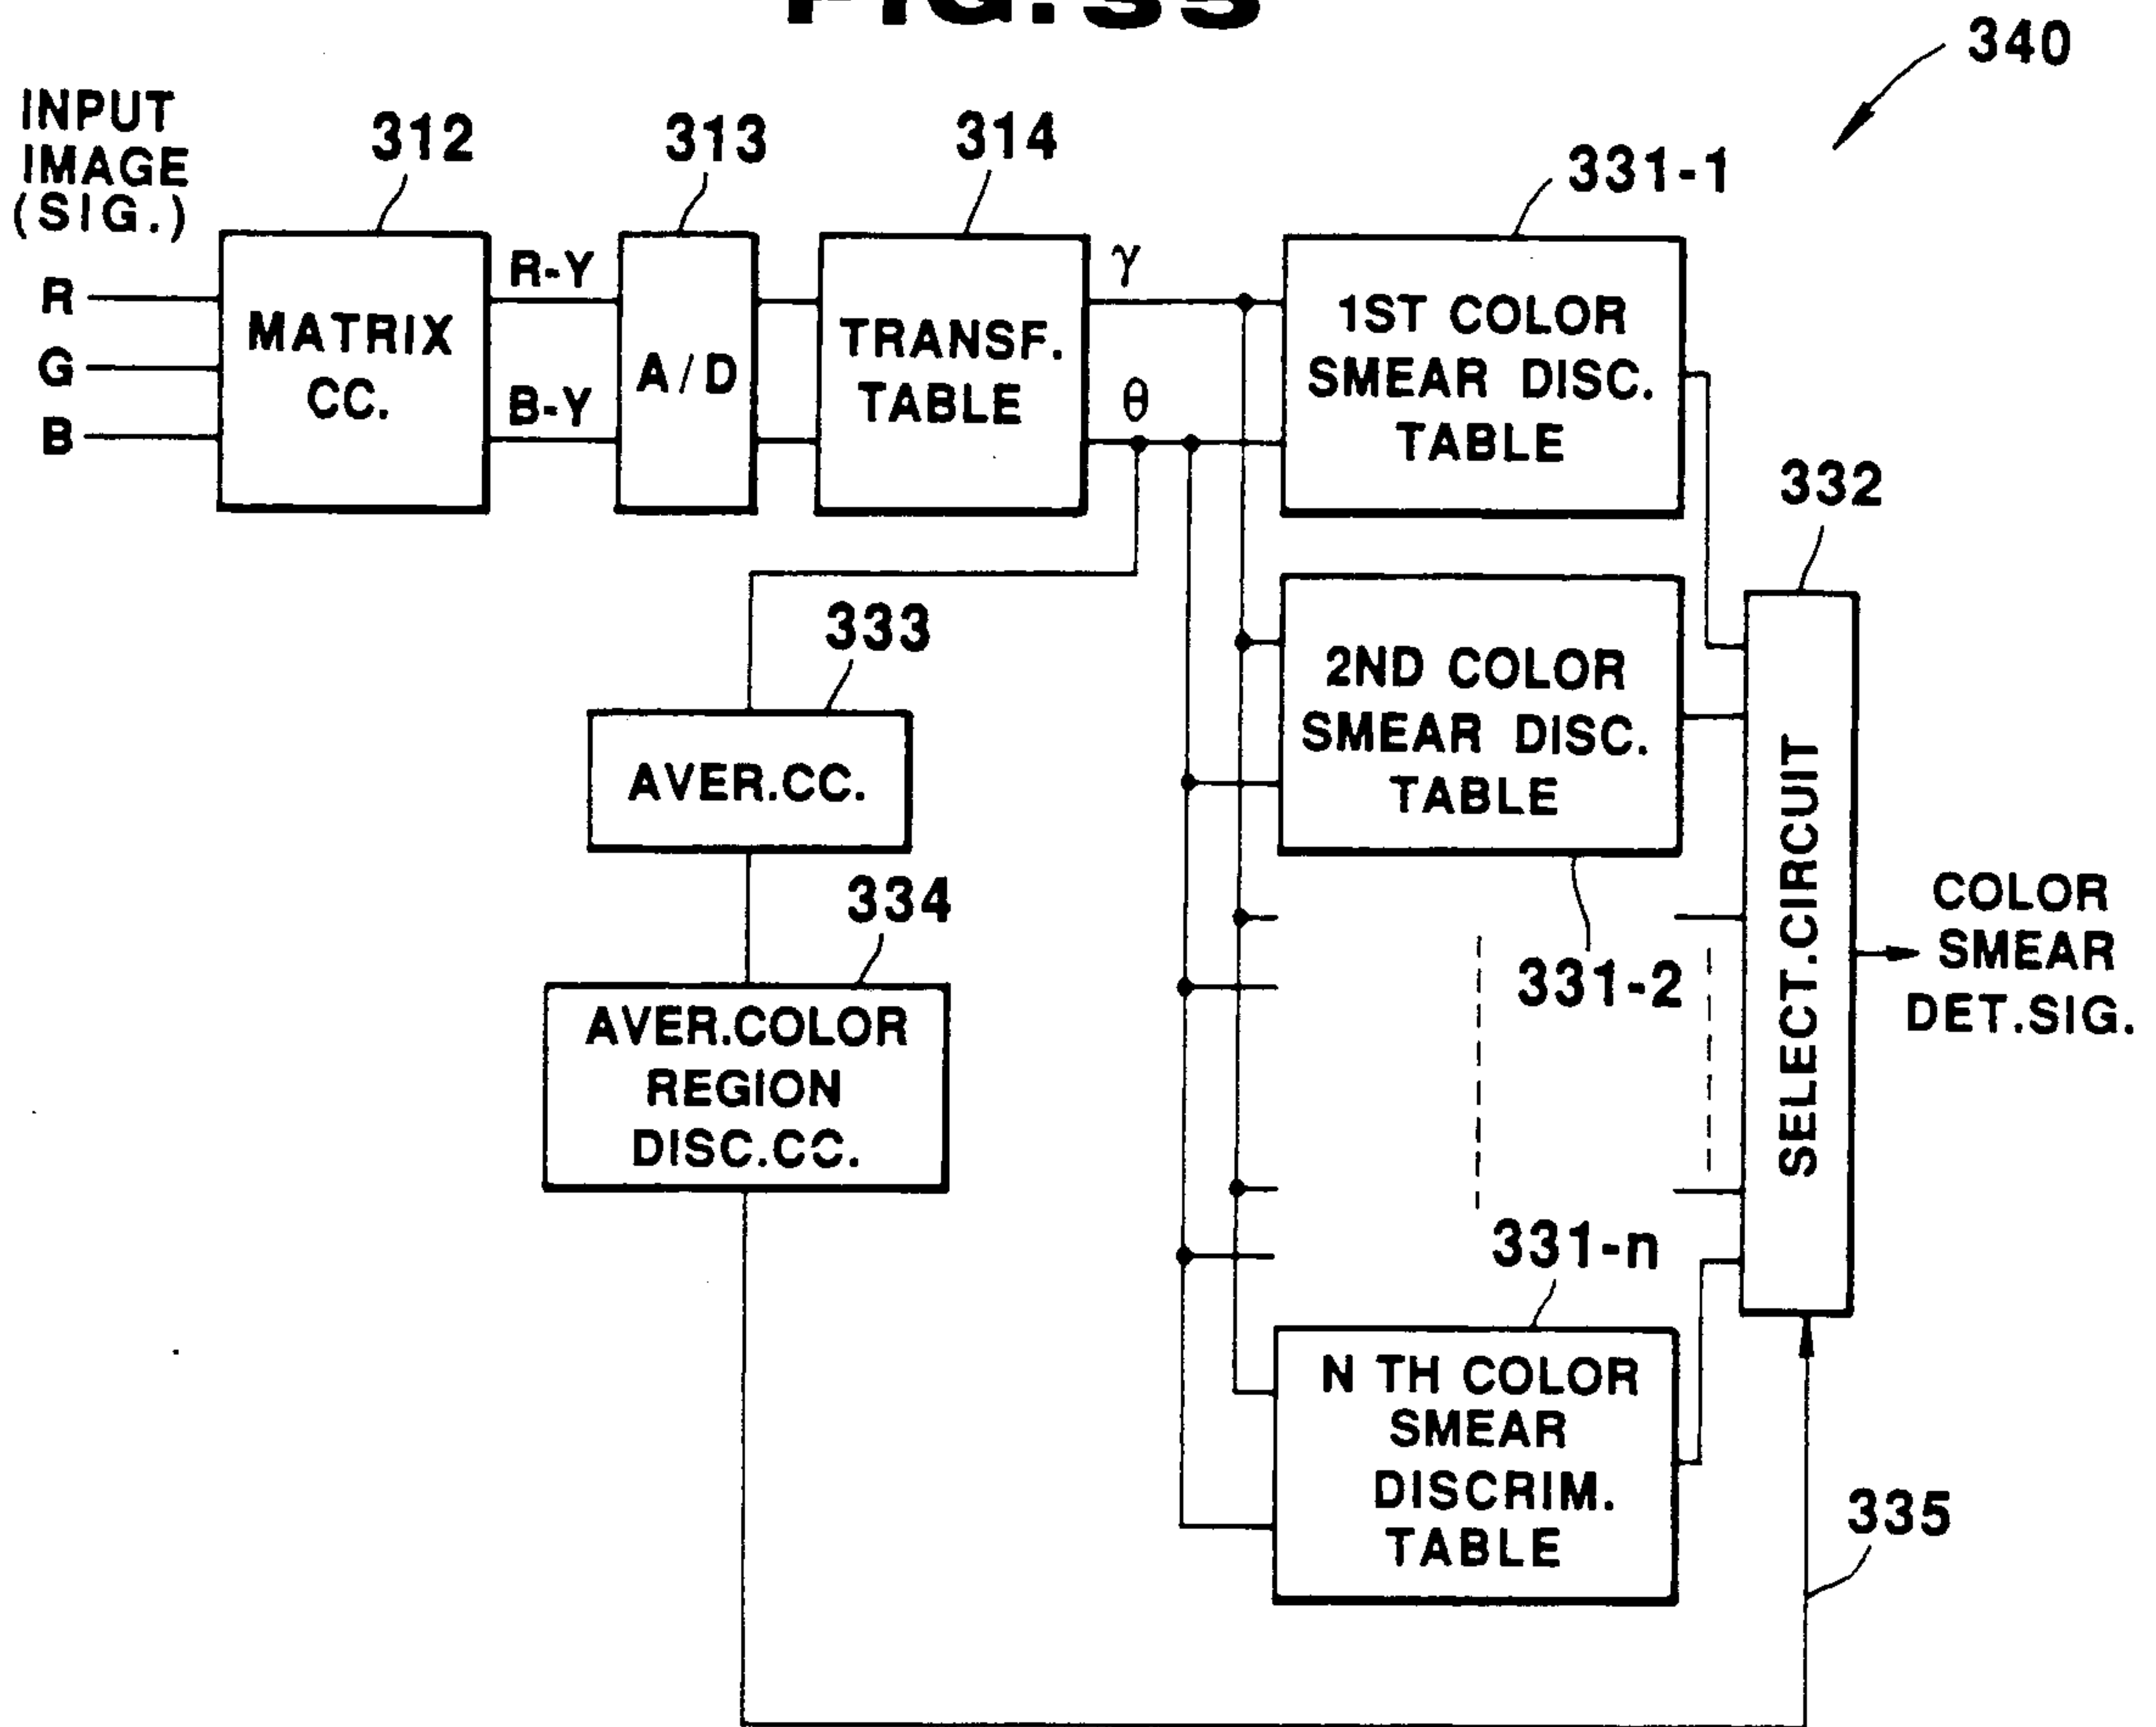 340
INPUT
IMAGE
(SIG.)
312
313
314
331-1
R
G
B
MATRIX
CC.
R-Y
B-Y
A/D
TRANSF.
TABLE
γ
θ
1ST COLOR
SMEAR DISC.
TABLE
332
333
2ND COLOR
SMEAR DISC.
TABLE
AVER.CC.
SELECT.CIRCUIT
334
331-2
COLOR
SMEAR
DET.SIG.
AVER.COLOR
REGION
DISC.CC.
331-n
N TH COLOR
SMEAR
DISCRIM.
TABLE
335